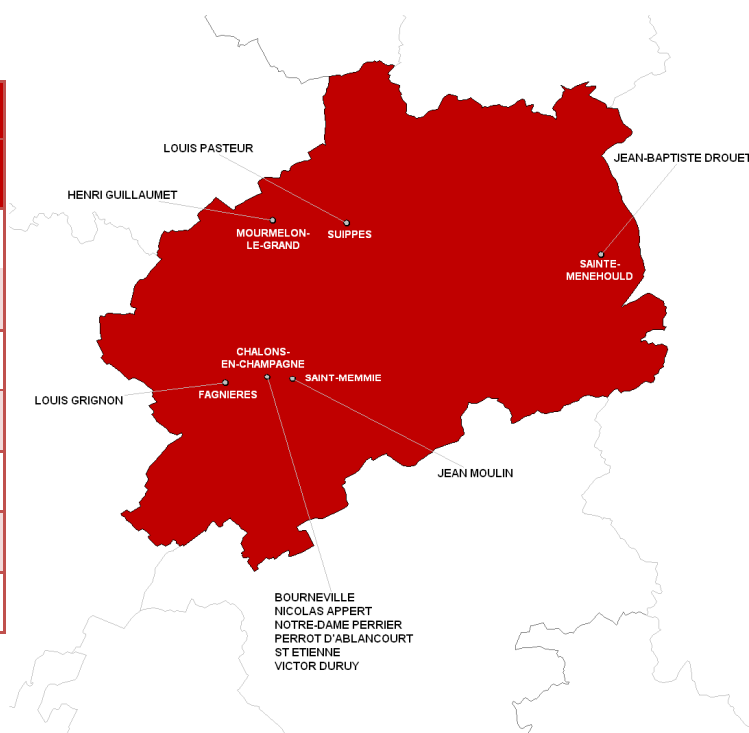 LOUIS PASTEUR
JEAN-BAPTISTE DROUET
HENRI GUILLAUMET
MOURMELON-
LE-GRAND
SUIPPES
SAINTE-
MENEHOULD
CHALONS-
EN-CHAMPAGNE
SAINT-MEMMIE
FAGNIERES
LOUIS GRIGNON
JEAN MOULIN
BOURNEVILLE
NICOLAS APPERT
NOTRE-DAME PERRIER
PERROT D'ABLANCOURT
ST ETIENNE
VICTOR DURUY